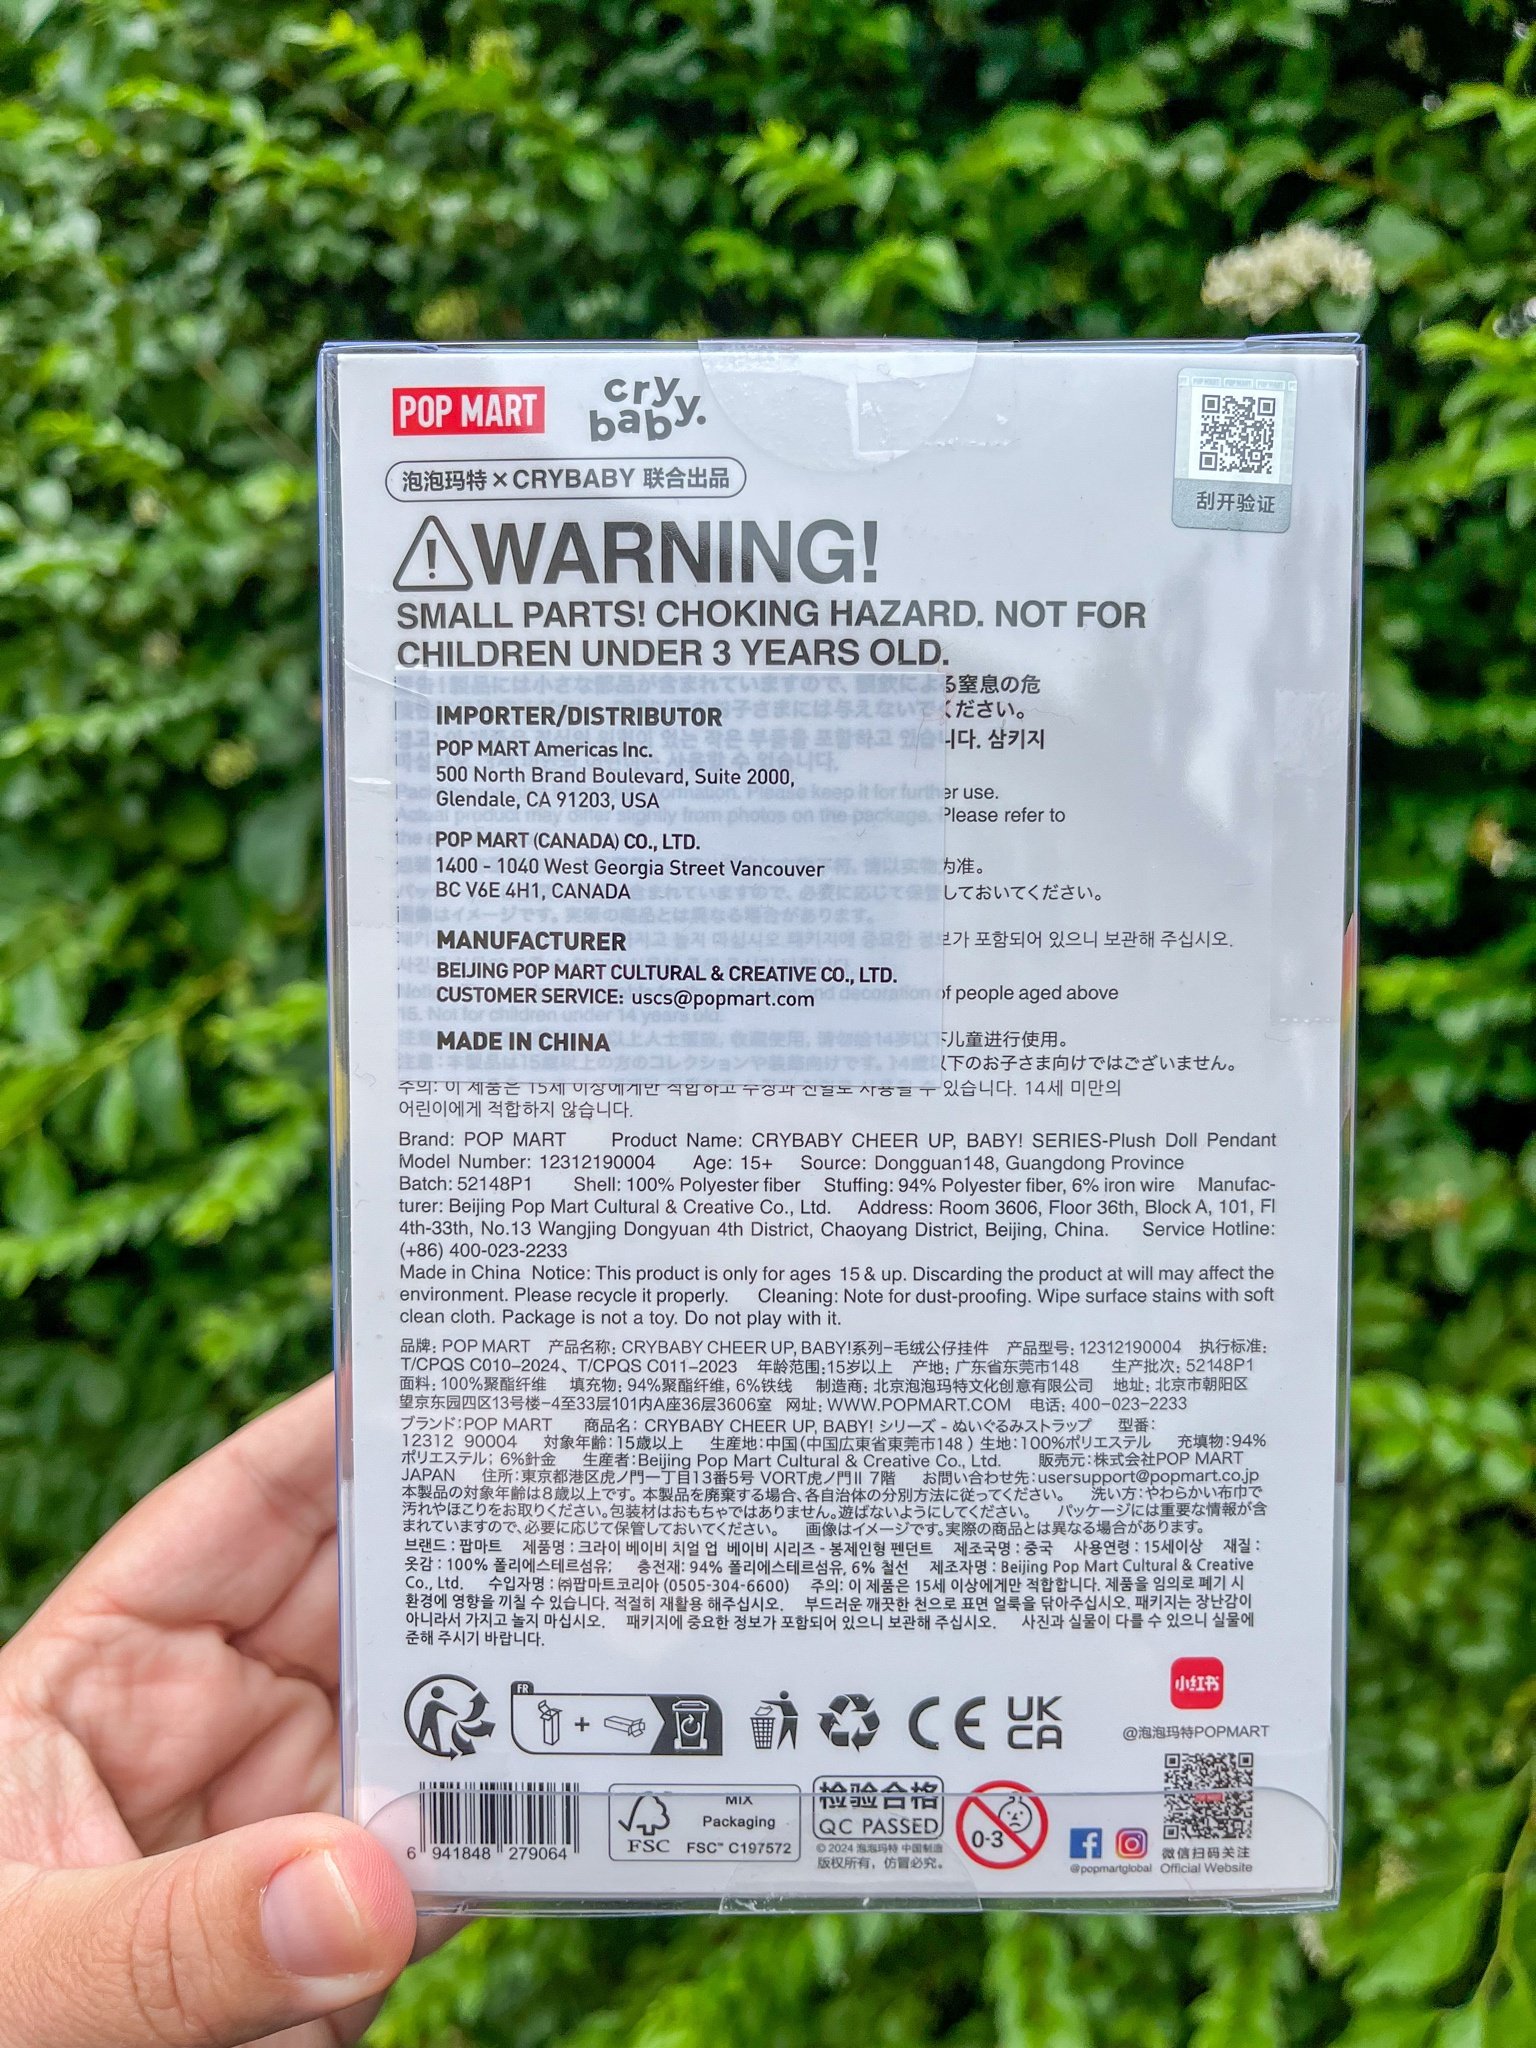 POP MART
cry
baby.
泡泡玛特×CRYBABY 联合出品
刮开验证
WARNING!
SMALL PARTS! CHOKING HAZARD. NOT FOR
CHILDREN UNDER 3 YEARS OLD.
る窒息の危
ください。
니다. 삼키지
IMPORTER/DISTRIBUTOR
POP MART Americas Inc.
500 North Brand Boulevard, Suite 2000,
Glendale, CA 91203, USA
er use.
Please refer to
POP MART (CANADA) CO., LTD.
1400 - 1040 West Georgia Street Vancouver
BC V6E 4H1, CANADA
为准。
しておいてください。
보가 포함되어 있으니 보관해 주십시오.
MANUFACTURER
BEIJING POP MART CULTURAL & CREATIVE CO., LTD.
CUSTOMER SERVICE: uscs@popmart.com
of people aged above
MADE IN CHINA
儿童进行使用。
以下のお子さま向けではございません。
주의: 이 제품은 15세 이상에게만 적합하고 수장과 진열로 사용될 수 있습니다. 14세 미만의
어린이에게 적합하지 않습니다.
Brand: POP MART Product Name: CRYBABY CHEER UP, BABY! SERIES-Plush Doll Pendant
Model Number: 12312190004 Age: 15+ Source: Dongguan148, Guangdong Province
Batch: 52148P1 Shell: 100% Polyester fiber Stuffing: 94% Polyester fiber, 6% iron wire Manufac-
turer: Beijing Pop Mart Cultural & Creative Co., Ltd. Address: Room 3606, Floor 36th, Block A, 101, Fl
4th-33th, No.13 Wangjing Dongyuan 4th District, Chaoyang District, Beijing, China. Service Hotline:
(+86) 400-023-2233
Made in China Notice: This product is only for ages 15 & up. Discarding the product at will may affect the
environment. Please recycle it properly. Cleaning: Note for dust-proofing. Wipe surface stains with soft
clean cloth. Package is not a toy. Do not play with it.
品牌: POP MART 产品名称: CRYBABY CHEER UP, BABY!系列-毛绒公仔挂件 产品型号: 12312190004 执行标准:
T/CPQS C010-2024、T/CPQS C011-2023 年龄范围:15岁以上 产地: 广东省东莞市148 生产批次: 52148P1
面料: 100%聚酯纤维 填充物: 94%聚酯纤维, 6%铁线 制造商: 北京泡泡玛特文化创意有限公司 地址: 北京市朝阳区
望京东园四区13号楼-4至33层101内A座36层3606室 网址: WWW.POPMART.COM 电话: 400-023-2233
ブランド:POP MART 商品名: CRYBABY CHEER UP, BABY! シリーズ - ぬいぐるみストラップ 型番:
12312 90004 対象年齢:15歳以上 生産地:中国(中国広東省東莞市148) 生地:100%ポリエステル 充填物:94%
ポリエステル; 6%針金 生産者:Beijing Pop Mart Cultural & Creative Co., Ltd. 販売元:株式会社POP MART
JAPAN 住所:東京都港区虎ノ門一丁目13番5号 VORT虎ノ門II 7階 お問い合わせ先:usersupport@popmart.co.jp
本製品の対象年齢は8歳以上です。本製品を廃棄する場合、各自治体の分別方法に従ってください。 洗い方:やわらかい布巾で
汚れやほこりをお取りください。包装材はおもちゃではありません。遊ばないようにしてください。 パッケージには重要な情報が含
まれていますので、必要に応じて保管しておいてください。 画像はイメージです。実際の商品とは異なる場合があります。
브랜드 : 팝마트 제품명 : 크라이 베이비 치얼 업 베이비 시리즈 - 봉제인형 펜던트 제조국명 : 중국 사용연령 : 15세이상 재질 :
옷감 : 100% 폴리에스테르섬유; 충전재: 94% 폴리에스테르섬유, 6% 철선 제조자명 : Beijing Pop Mart Cultural & Creative
Co., Ltd. 수입자명 : ㈜팝마트코리아 (0505-304-6600) 주의: 이 제품은 15세 이상에게만 적합합니다. 제품을 임의로 폐기 시
환경에 영향을 끼칠 수 있습니다. 적절히 재활용 해주십시오. 부드러운 깨끗한 천으로 표면 얼룩을 닦아주십시오. 패키지는 장난감이
아니라서 가지고 놀지 마십시오. 패키지에 중요한 정보가 포함되어 있으니 보관해 주십시오. 사진과 실물이 다를 수 있으니 실물에
준해 주시기 바랍니다.
FR
CE
UK
CA
小红书
@泡泡玛特POPMART
6 941848 279064
FSC
MIX
Packaging
FSC™ C197572
检验合格
QC PASSED
© 2024 泡泡玛特 中国制造
版权所有，仿冒必究。
0-3
@popmartglobal
微信扫码关注
Official Website